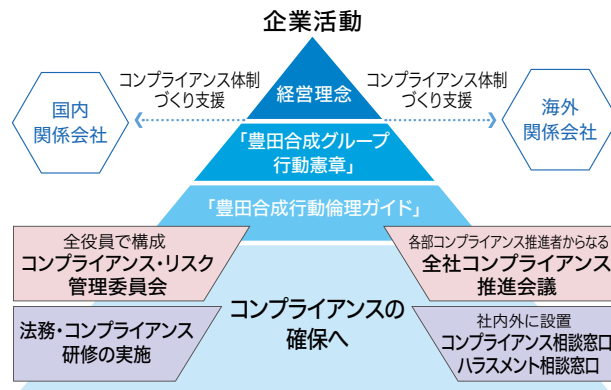 企業活動
経営理念
コンプライアンス体制
づくり支援
コンプライアンス体制
づくり支援
国内
関係会社
海外
関係会社
「豊田合成グループ
行動憲章」
「豊田合成行動倫理ガイド」
全役員で構成
コンプライアンス・リスク
管理委員会
各部コンプライアンス推進者からなる
全社コンプライアンス
推進会議
コンプライアンスの
確保へ
法務・コンプライアンス
研修の実施
社内外に設置
コンプライアンス相談窓口
ハラスメント相談窓口